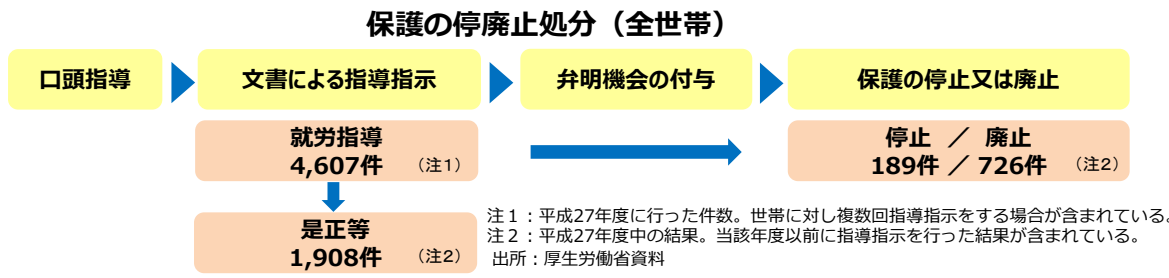 保護の停廃止処分（全世帯）
口頭指導
文書による指導指示
弁明機会の付与
保護の停止又は廃止
就労指導
4,607件 （注1）
停止 ／ 廃止
189件 ／ 726件 （注2）
是正等
1,908件 （注2）
注１：平成27年度に行った件数。世帯に対し複数回指導指示をする場合が含まれている。
注２：平成27年度中の結果。当該年度以前に指導指示を行った結果が含まれている。
出所：厚生労働省資料